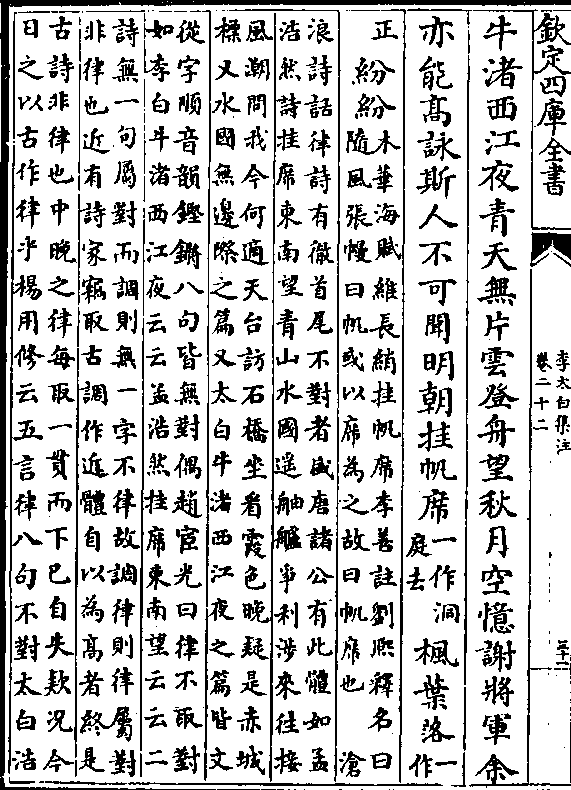 欽定四庫全書
李太白集注
卷二十二
牛渚西江夜青天無片雲登舟望秋月空憶謝將軍余
亦能高詠斯人不可聞明朝挂帆席一作洞庭去楓葉落一作
正紛紛木華海賦維長綃挂帆席李善註劉熙釋名曰
隨風張幔曰帆或以席為之故曰帆席也 滄
浪詩話律詩有徹首尾不對者盛唐諸公有此體如孟
浩然詩挂席東南望青山水國遥舳艫爭利涉來往接
風潮問我今何適天台訪石橋坐看霞色晚疑是赤城
標又水國無邊際之篇又太白牛渚西江夜之篇皆文
從字順音韻鏗鏘八句皆無對偶趙宦光曰律不取對
如李白牛渚西江夜云云孟浩然挂席東南望云云二
詩無一句屬對而調則無一字不律故調律則律屬對
非律也近有詩家竊取古調作近體自以為高者終是
古詩非律也中晚之律每取一貫而下已自失款況今
日之以古作律乎楊用修云五言律八句不對太白浩